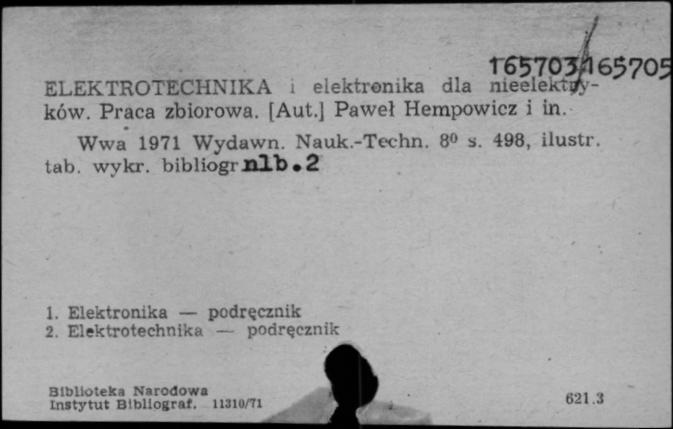 165703/165705
ELEKTROTECHNIKA i elektronika dla nieelektry-
ków. Praca zbiorowa. [Aut.] Paweł Hempowicz i in.
Wwa 1971 Wydawn. Nauk.-Techn. 8⁰ s. 498, ilustr.
tab. wykr. bibliogr nlb.2
1. Elektronika — podręcznik
2. Elektrotechnika — podręcznik
Biblioteka Narodowa
Instytut Bibliograf. 11310/71
621.3